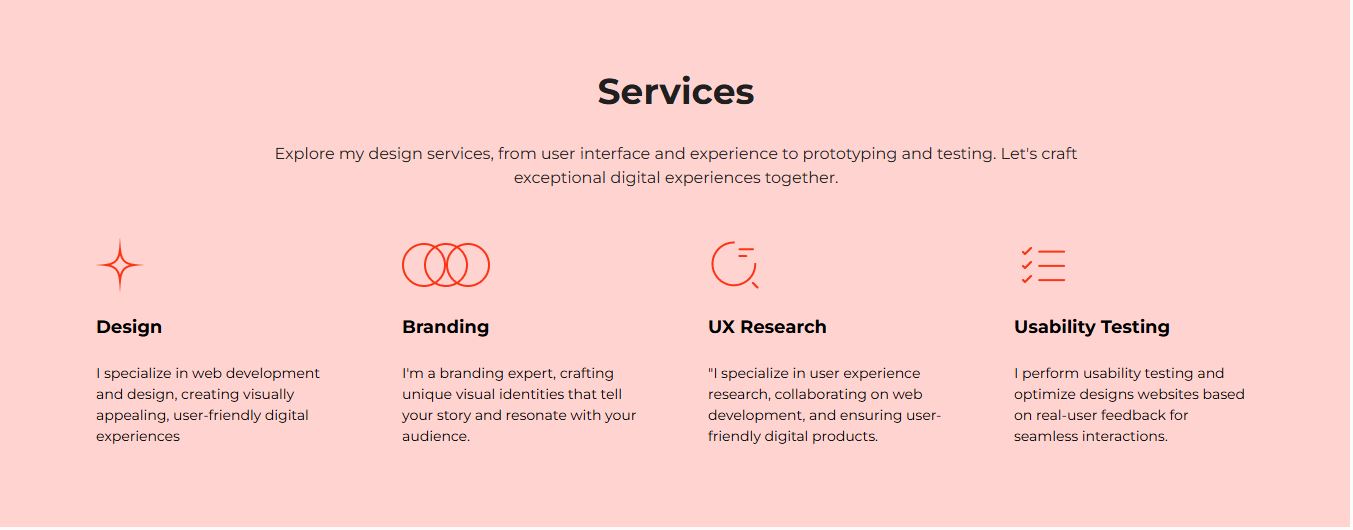 Services
Explore my design services, from user interface and experience to prototyping and testing. Let's craft
exceptional digital experiences together.
Design
I specialize in web development
and design, creating visually
appealing, user-friendly digital
experiences
Branding
I'm a branding expert, crafting
unique visual identities that tell
your story and resonate with your
audience.
UX Research
"I specialize in user experience
research, collaborating on web
development, and ensuring user-
friendly digital products.
Usability Testing
I perform usability testing and
optimize designs websites based
on real-user feedback for
seamless interactions.